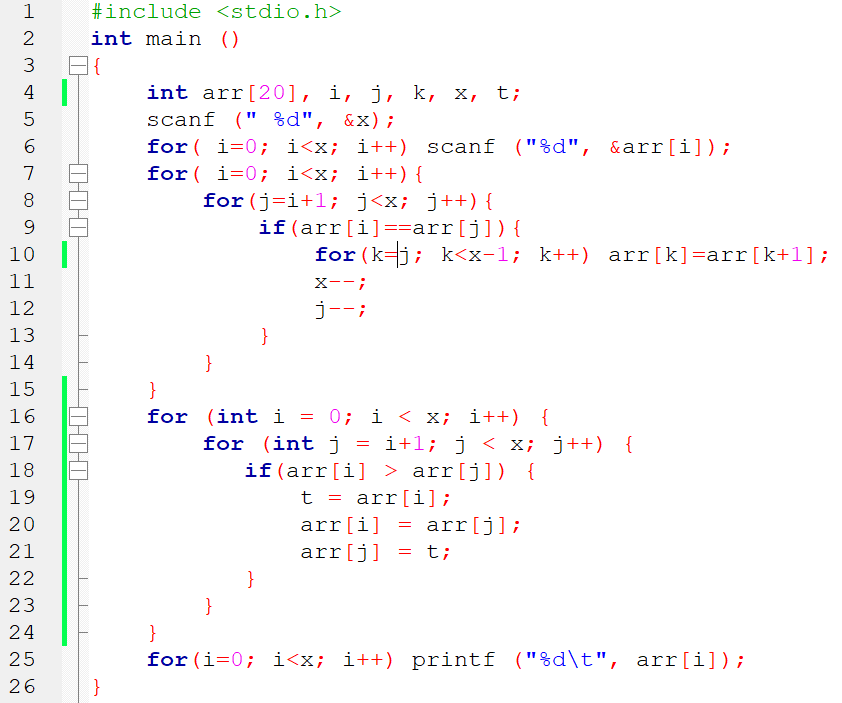 1 #include <stdio.h>
2 int main ()
3 {
4 int arr[20], i, j, k, x, t;
5 scanf (" %d", &x);
6 for( i=0; i<x; i++) scanf ("%d", &arr[i]);
7 for( i=0; i<x; i++){
8 for(j=i+1; j<x; j++){
9 if(arr[i]==arr[j]){
10 for(k=j; k<x-1; k++) arr[k]=arr[k+1];
11 x--;
12 j--;
13 }
14 }
15 }
16 for (int i = 0; i < x; i++) {
17 for (int j = i+1; j < x; j++) {
18 if(arr[i] > arr[j]) {
19 t = arr[i];
20 arr[i] = arr[j];
21 arr[j] = t;
22 }
23 }
24 }
25 for(i=0; i<x; i++) printf ("%d\t", arr[i]);
26 }